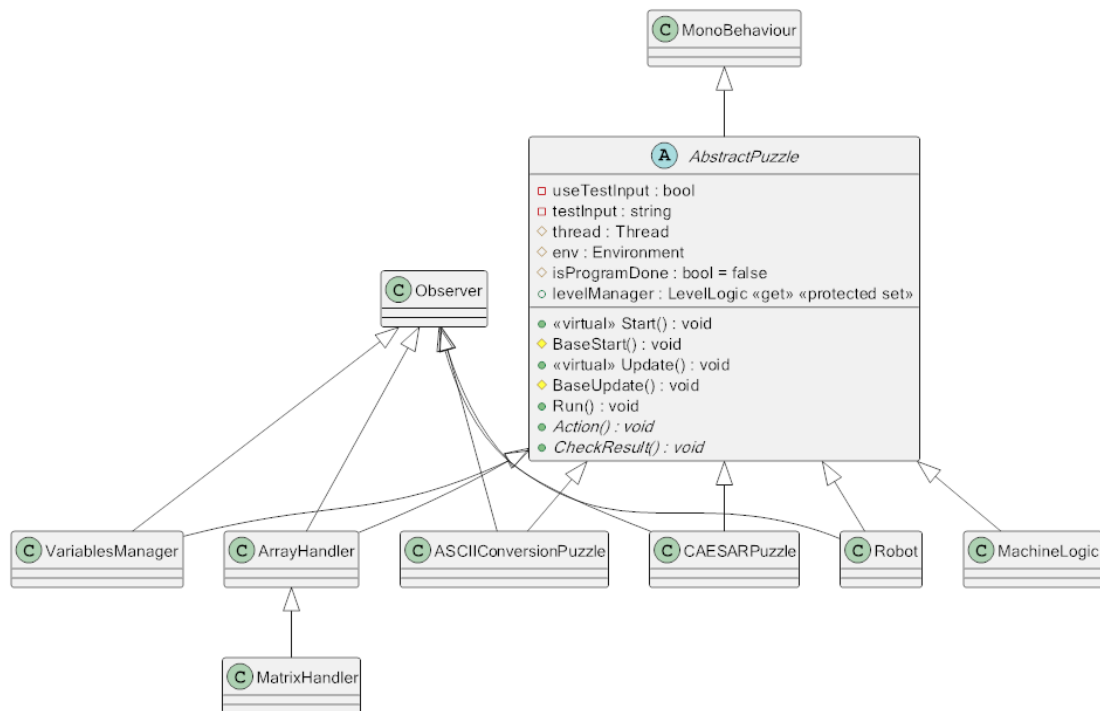 C MonoBehaviour
A AbstractPuzzle
useTestInput : bool
testInput : string
thread : Thread
env : Environment
isProgramDone : bool = false
levelManager : LevelLogic «get» «protected set»
«virtual» Start() : void
BaseStart() : void
«virtual» Update() : void
BaseUpdate() : void
Run() : void
Action() : void
CheckResult() : void
C Observer
C VariablesManager
C ArrayHandler
C ASCIIConversionPuzzle
C CAESARPuzzle
C Robot
C MachineLogic
C MatrixHandler